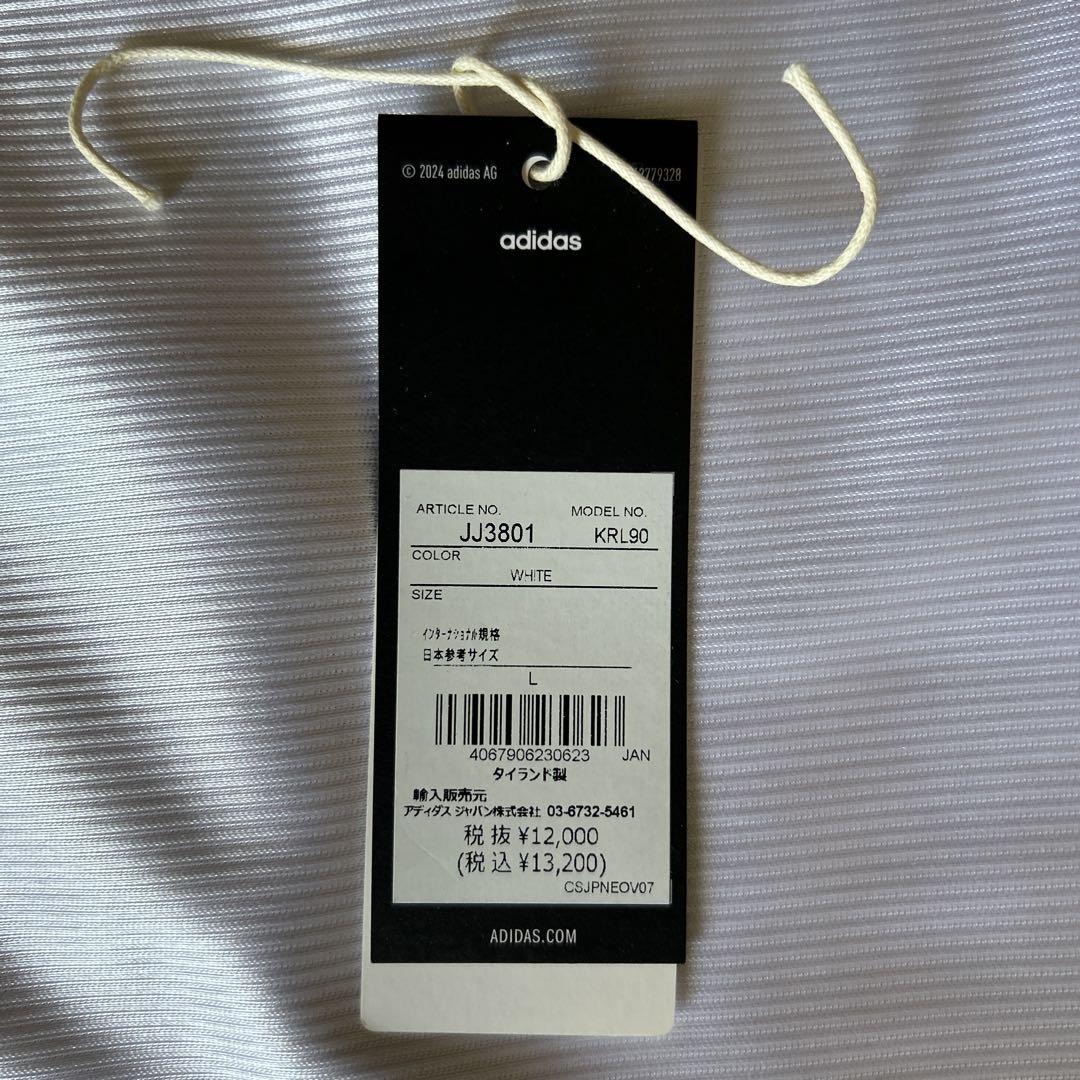 © 2024 adidas AG
adidas
ARTICLE NO. MODEL NO.
JJ3801 KRL90
COLOR
WHITE
SIZE
インターナショナル規格
日本参考サイズ
L
4067906230623 JAN
タイランド製
輸入販売元
アディダス ジャパン株式会社 03-6732-5461
税抜 ¥12,000
(税込 ¥13,200)
CSJPNEOV07
ADIDAS.COM